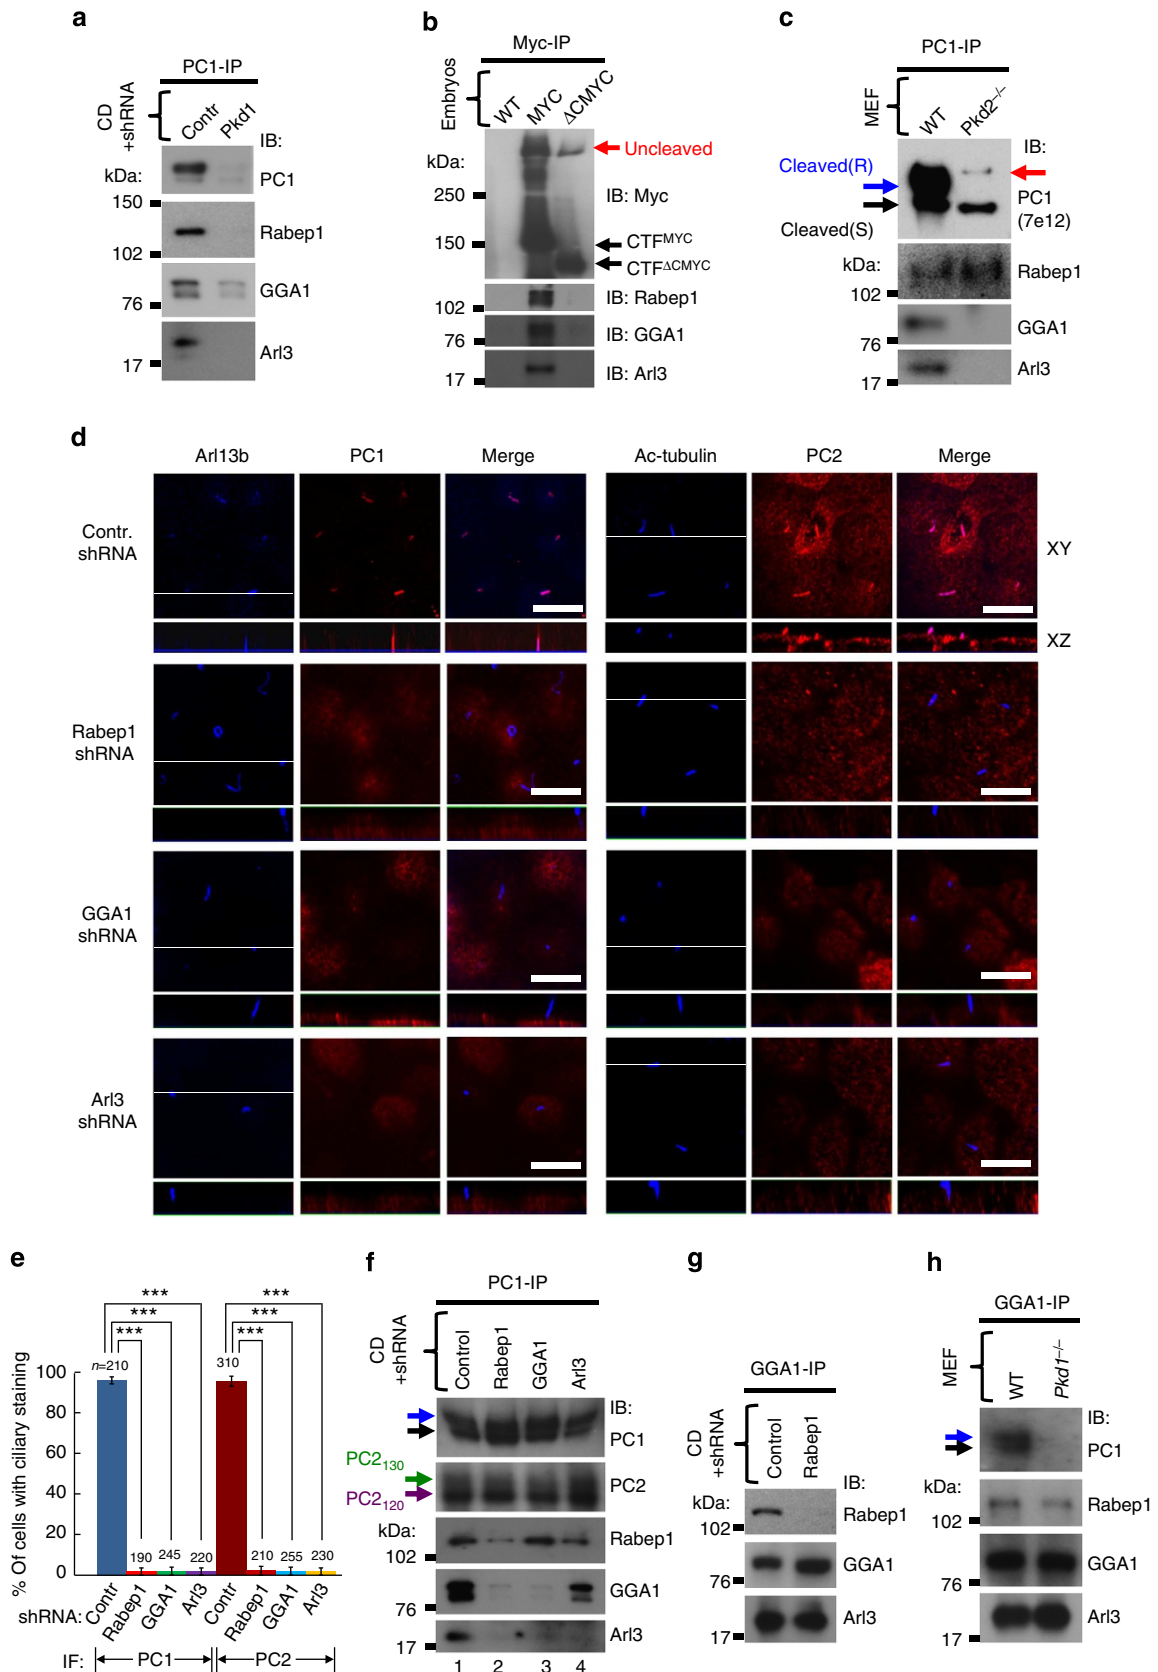 a
PC1-IP
CD
+shRNA
Contr
Pkd1
IB:
kDa:
PC1
150
Rabep1
102
GGA1
76
Arl3
17
b
Myc-IP
Embryos
WT
MYC
ΔCMYC
Uncleaved
kDa:
250
IB: Myc
150
CTF^MYC
CTF^ΔCMYC
102
IB: Rabep1
76
IB: GGA1
17
IB: Arl3
c
PC1-IP
MEF
WT
Pkd2–/–
IB:
Cleaved(R)
PC1
(7e12)
Cleaved(S)
kDa:
Rabep1
102
GGA1
76
Arl3
17
d
Arl13b PC1 Merge Ac-tubulin PC2 Merge
Contr.
shRNA
XY
XZ
Rabep1
shRNA
GGA1
shRNA
Arl3
shRNA
e
% Of cells with ciliary staining
100
80
60
40
20
0
*** ***
*** ***
*** ***
n=210
190
245
220
310
210
255
230
shRNA:
Contr
Rabep1
GGA1
Arl3
Contr
Rabep1
GGA1
Arl3
IF: PC1 PC2
f
PC1-IP
CD
+shRNA
Control
Rabep1
GGA1
Arl3
IB:
PC1
PC2₁₃₀
PC2
PC2₁₂₀
kDa:
Rabep1
102
GGA1
76
Arl3
17
1 2 3 4
g
GGA1-IP
CD
+shRNA
Control
Rabep1
IB:
kDa:
Rabep1
102
GGA1
76
Arl3
17
h
GGA1-IP
MEF
WT
Pkd1–/–
IB:
PC1
kDa:
Rabep1
102
GGA1
76
Arl3
17